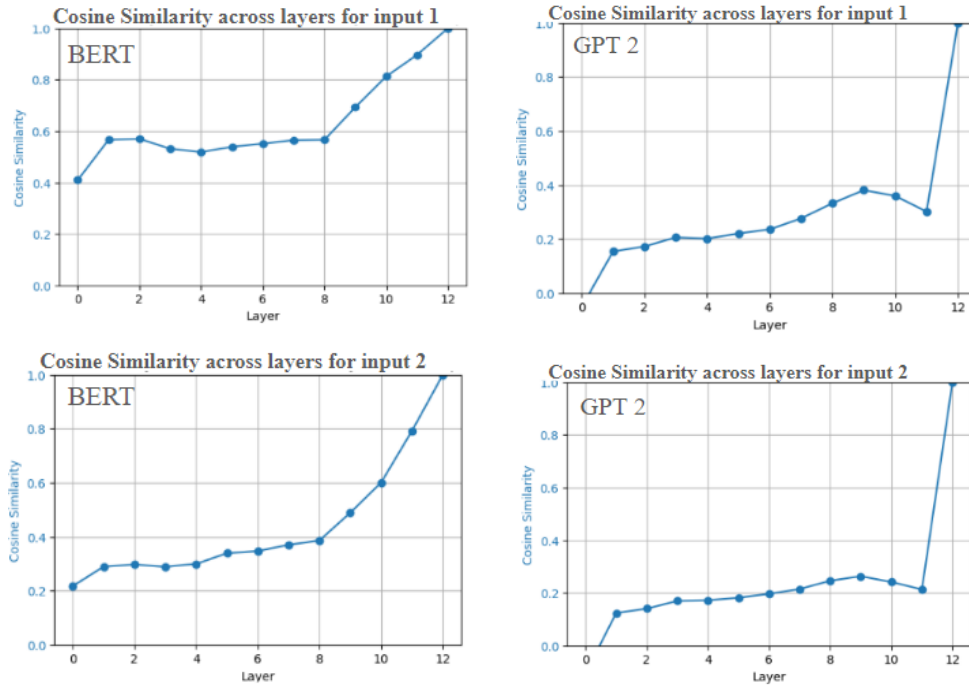 Cosine Similarity across layers for input 1
BERT
1.0
0.8
0.6
0.4
0.2
0.0
Cosine Similarity
0 2 4 6 8 10 12
Layer
Cosine Similarity across layers for input 1
GPT 2
1.0
0.8
0.6
0.4
0.2
0.0
Cosine Similarity
0 2 4 6 8 10 12
Layer
Cosine Similarity across layers for input 2
BERT
1.0
0.8
0.6
0.4
0.2
0.0
Cosine Similarity
0 2 4 6 8 10 12
Layer
Cosine Similarity across layers for input 2
GPT 2
1.0
0.8
0.6
0.4
0.2
0.0
Cosine Similarity
0 2 4 6 8 10 12
Layer